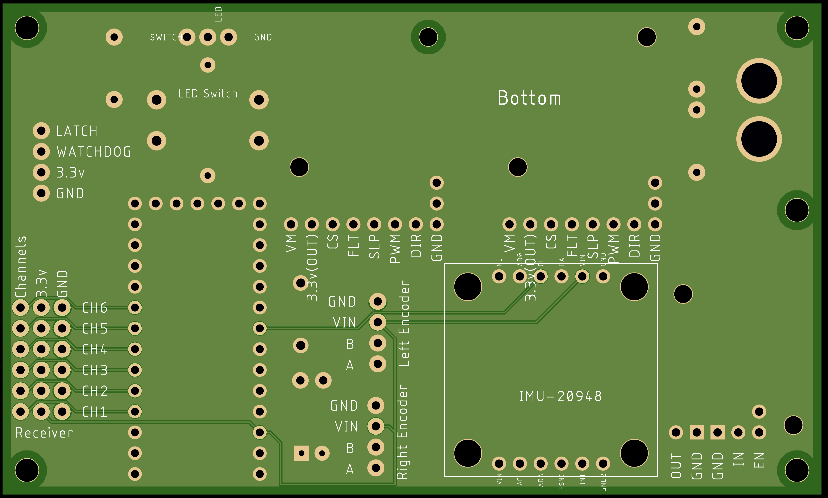 LED
SWITCH
GND
LED Switch
Bottom
LATCH
WATCHDOG
3.3v
GND
VM
3.3v(OUT)
CS
FLT
SLP
PWM
DIR
GND
VM
3.3v(OUT)
CS
FLT
SLP
PWM
DIR
GND
Channels
3.3v
GND
CH6
CH5
CH4
CH3
CH2
CH1
Receiver
GND
VIN
B
A
Left Encoder
GND
VIN
B
A
Right Encoder
IMU-20948
OUT
GND
GND
IN
EN